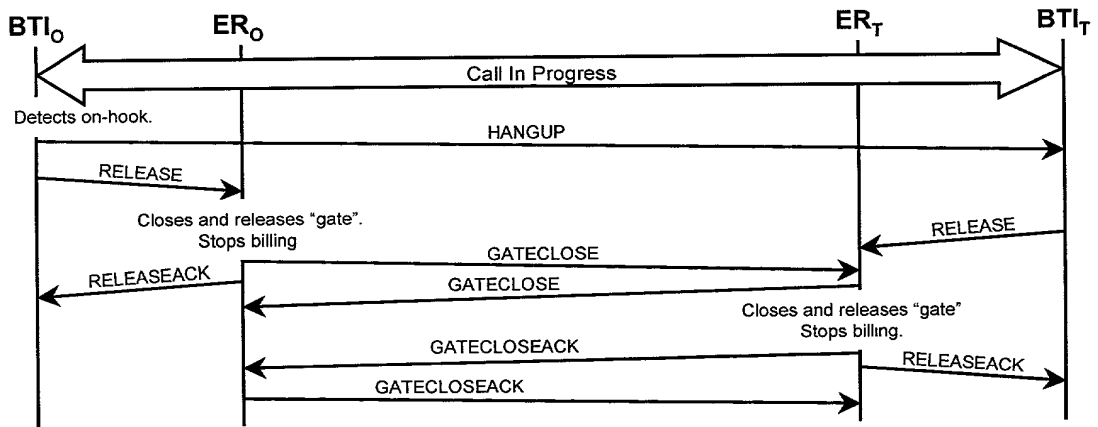 BTIO ERO ERT BTIT
Call In Progress
Detects on-hook.
HANGUP
RELEASE
Closes and releases “gate”.
Stops billing
RELEASE
GATECLOSE
RELEASEACK
GATECLOSE
Closes and releases “gate”
Stops billing.
GATECLOSEACK
RELEASEACK
GATECLOSEACK